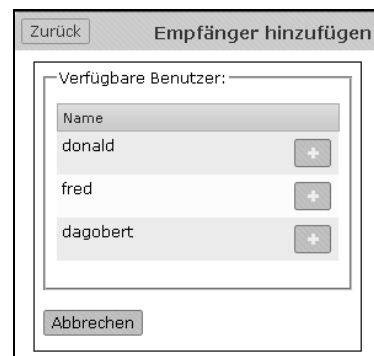 Zurück Empfänger hinzufügen
Verfügbare Benutzer:
Name
donald
fred
dagobert
Abbrechen